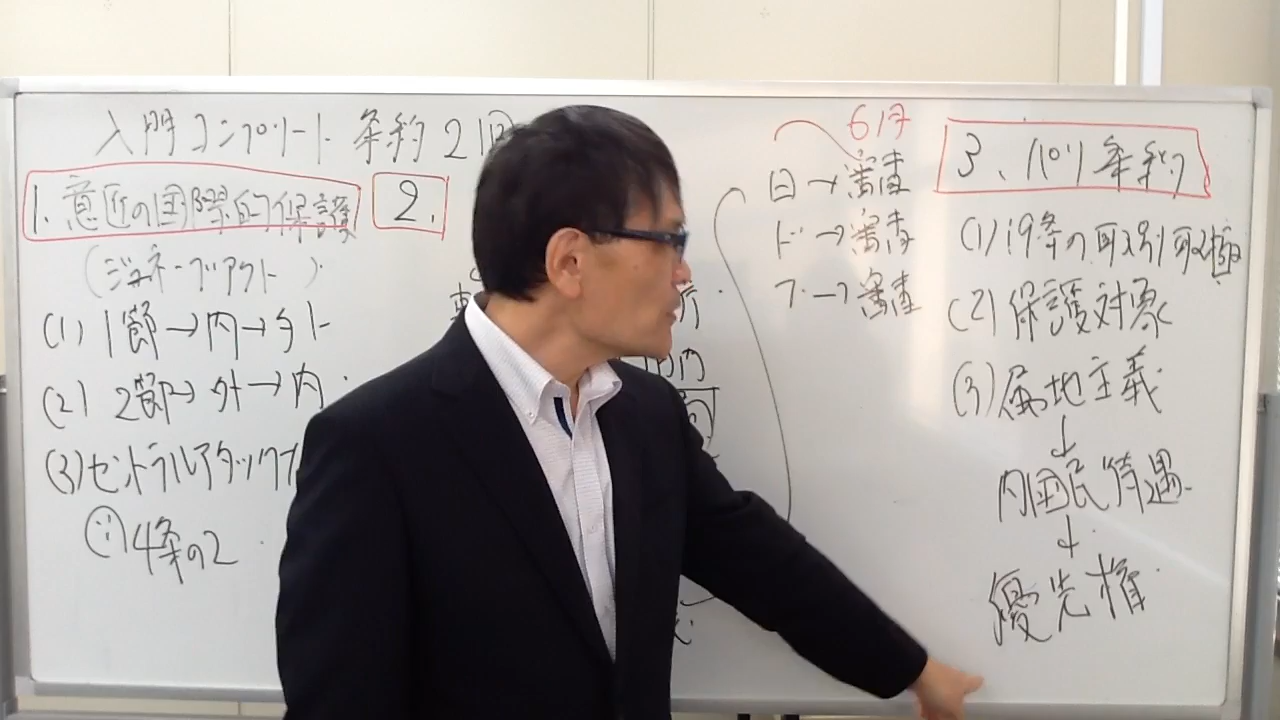 入門コンプリート 条約 2回
1. 意匠の国際的保護
(ジュネーブアクト)
(1) 1節→内→外
(2) 2節→外→内
(3) セントラルアタック
∵4条の2
2.
6月
日→審査
ド→審査
フ→審査
3、パリ条約
(1) 19条の取別取極
(2) 保護対象
(3) 属地主義
↓
内国民待遇
↓
優先権